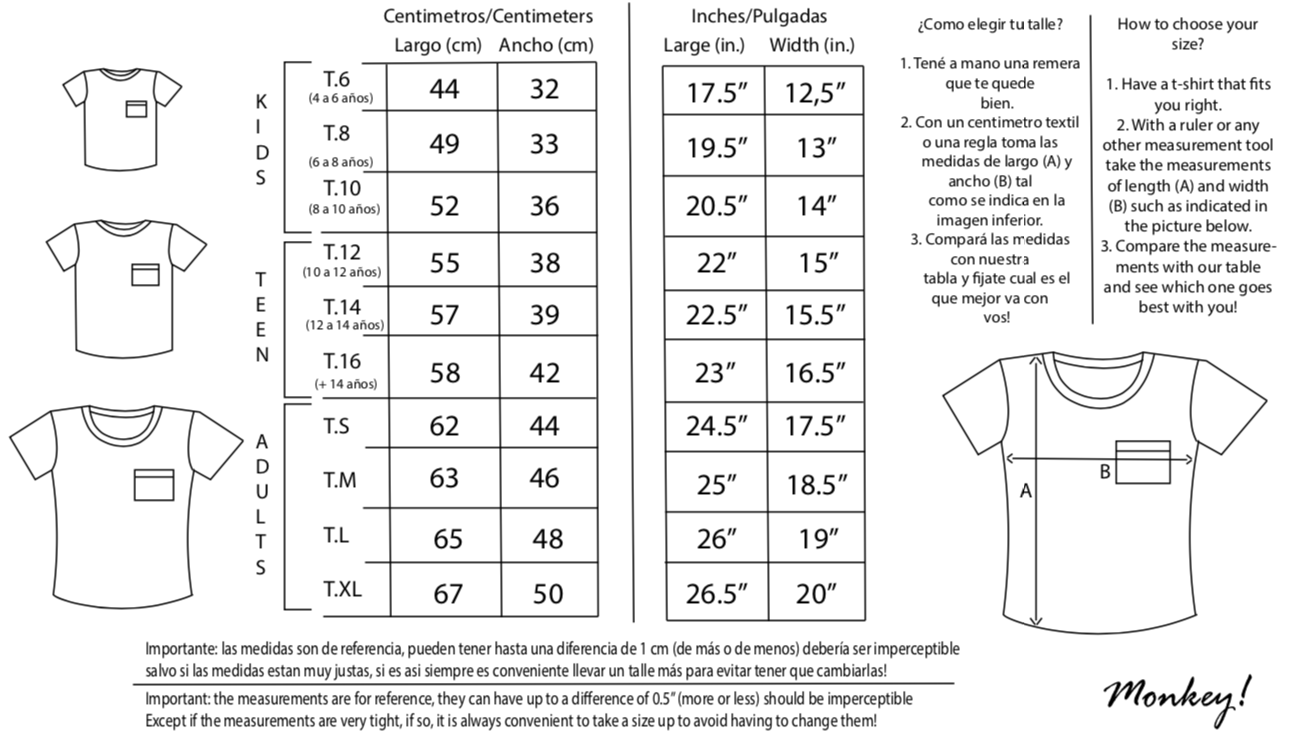 Centimetros/Centimeters
Largo (cm) Ancho (cm)
KIDS
T.6 44 32
(4 a 6 años)
T.8 49 33
(6 a 8 años)
T.10 52 36
(8 a 10 años)
TEEN
T.12 55 38
(10 a 12 años)
T.14 57 39
(12 a 14 años)
T.16 58 42
(+ 14 años)
ADULTS
T.S 62 44
T.M 63 46
T.L 65 48
T.XL 67 50
Inches/Pulgadas
Large (in.) Width (in.)
17.5” 12,5”
19.5” 13”
20.5” 14”
22” 15”
22.5” 15.5”
23” 16.5”
24.5” 17.5”
25” 18.5”
26” 19”
26.5” 20”
¿Como elegir tu talle?
1. Tené a mano una remera
que te quede
bien.
2. Con un centimetro textil
o una regla toma las
medidas de largo (A) y
ancho (B) tal
como se indica en la
imagen inferior.
3. Compará las medidas
con nuestra
tabla y fijate cual es el
que mejor va con
vos!
How to choose your
size?
1. Have a t-shirt that fits
you right.
2. With a ruler or any
other measurement tool
take the measurements
of length (A) and width
(B) such as indicated in
the picture below.
3. Compare the measure-
ments with our table
and see which one goes
best with you!
A
B
Importante: las medidas son de referencia, pueden tener hasta una diferencia de 1 cm (de más o de menos) debería ser imperceptible
salvo si las medidas estan muy justas, si es asi siempre es conveniente llevar un talle más para evitar tener que cambiarlas!
Important: the measurements are for reference, they can have up to a difference of 0.5” (more or less) should be imperceptible
Except if the measurements are very tight, if so, it is always convenient to take a size up to avoid having to change them!
Monkey!